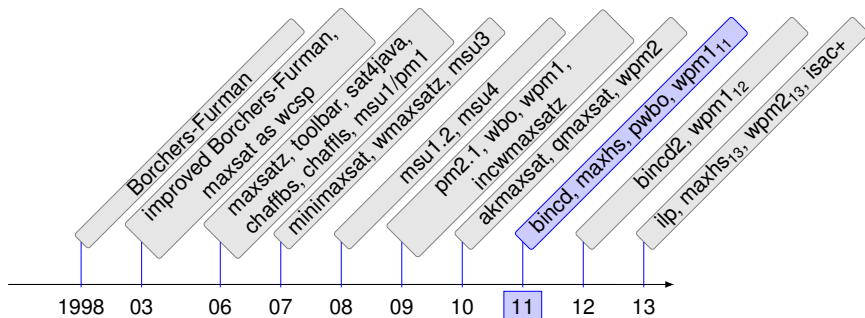 Borchers-Furman
improved Borchers-Furman,
maxsat as wcsp
maxsatz, toolbar, sat4java,
chaffbs, chaffls, msu1/pm1
minimaxsat, wmaxsatz, msu3
msu1.2, msu4
pm2.1, wbo, wpm1,
incwmaxsatz
akmaxsat, qmaxsat, wpm2
bincd, maxhs, pwbo, wpm1₁₁
bincd2, wpm1₁₂
ilp, maxhs₁₃, wpm2₁₃, isac+
1998 03 06 07 08 09 10 11 12 13